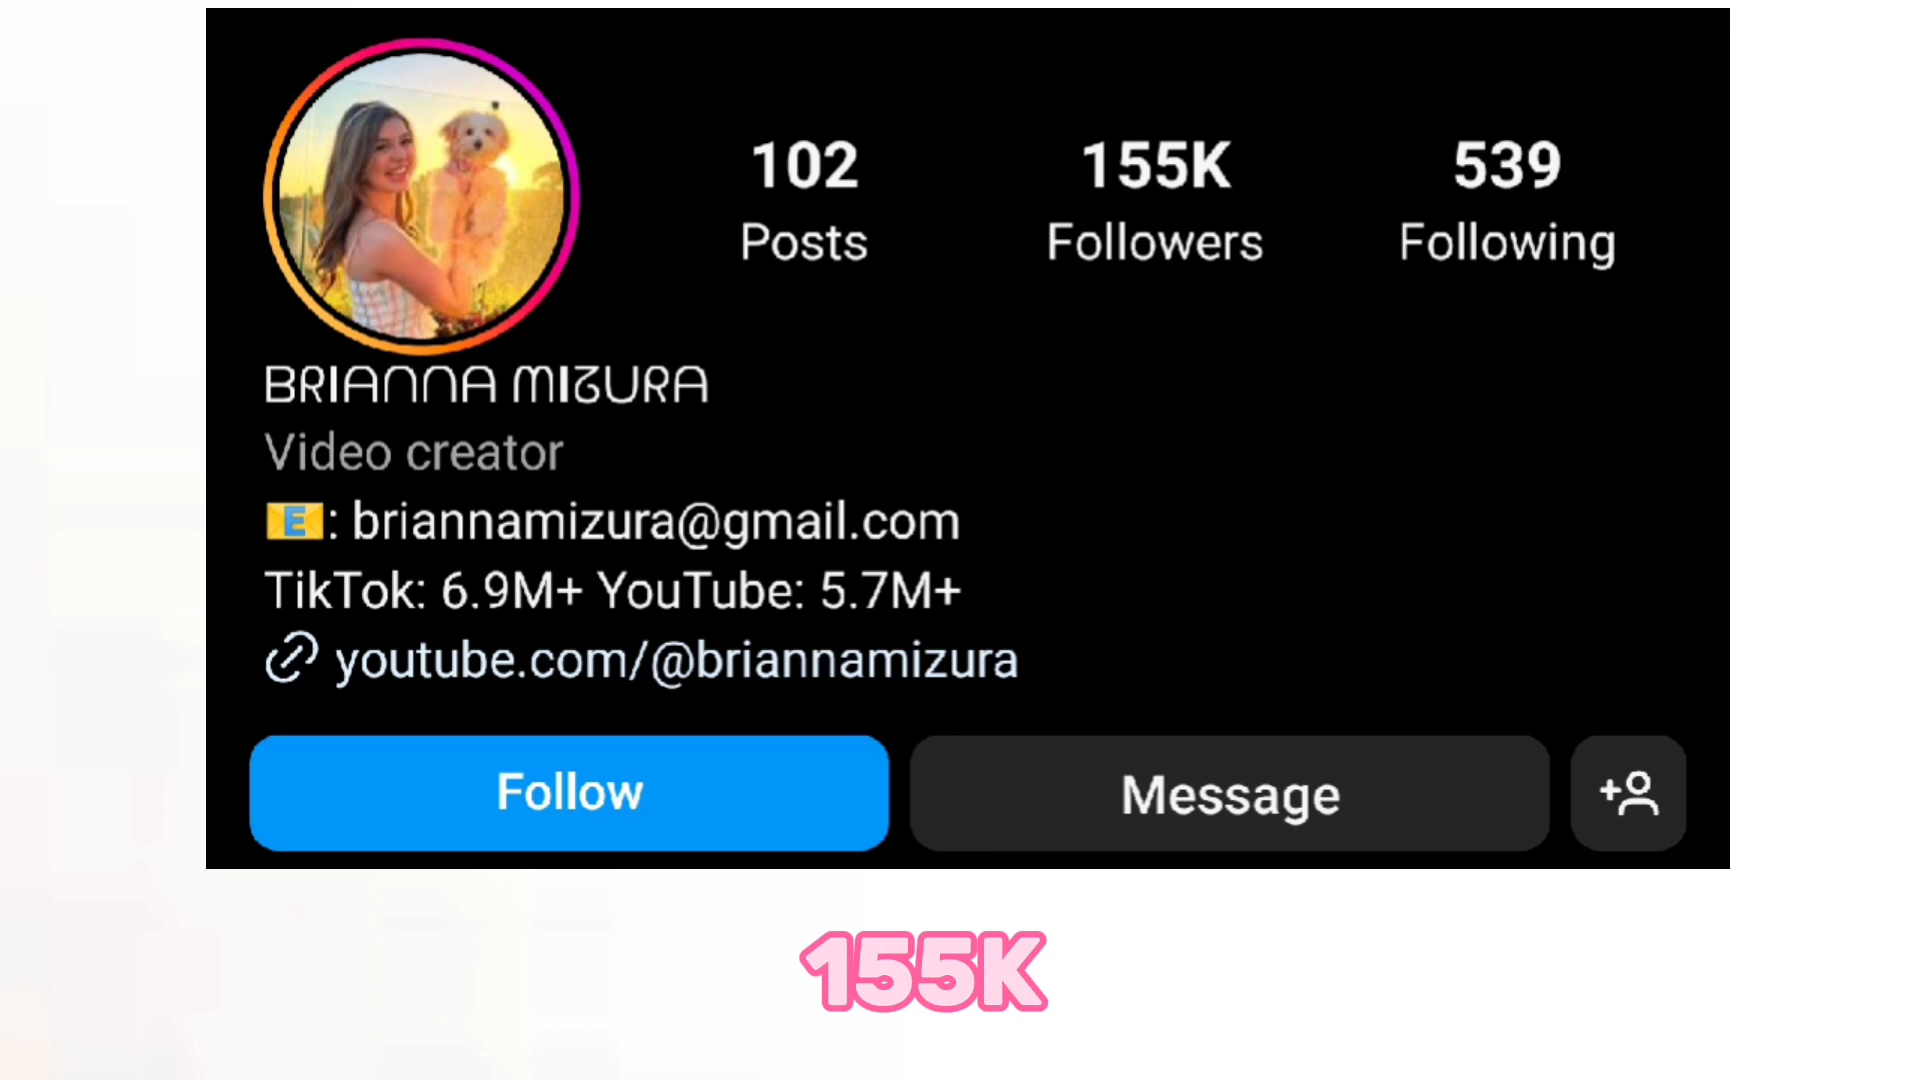 102 155K 539
Posts Followers Following
BRIANNA MIZURA
Video creator
📧: briannamizura@gmail.com
TikTok: 6.9M+ YouTube: 5.7M+
youtube.com/@briannamizura
Follow Message
155K